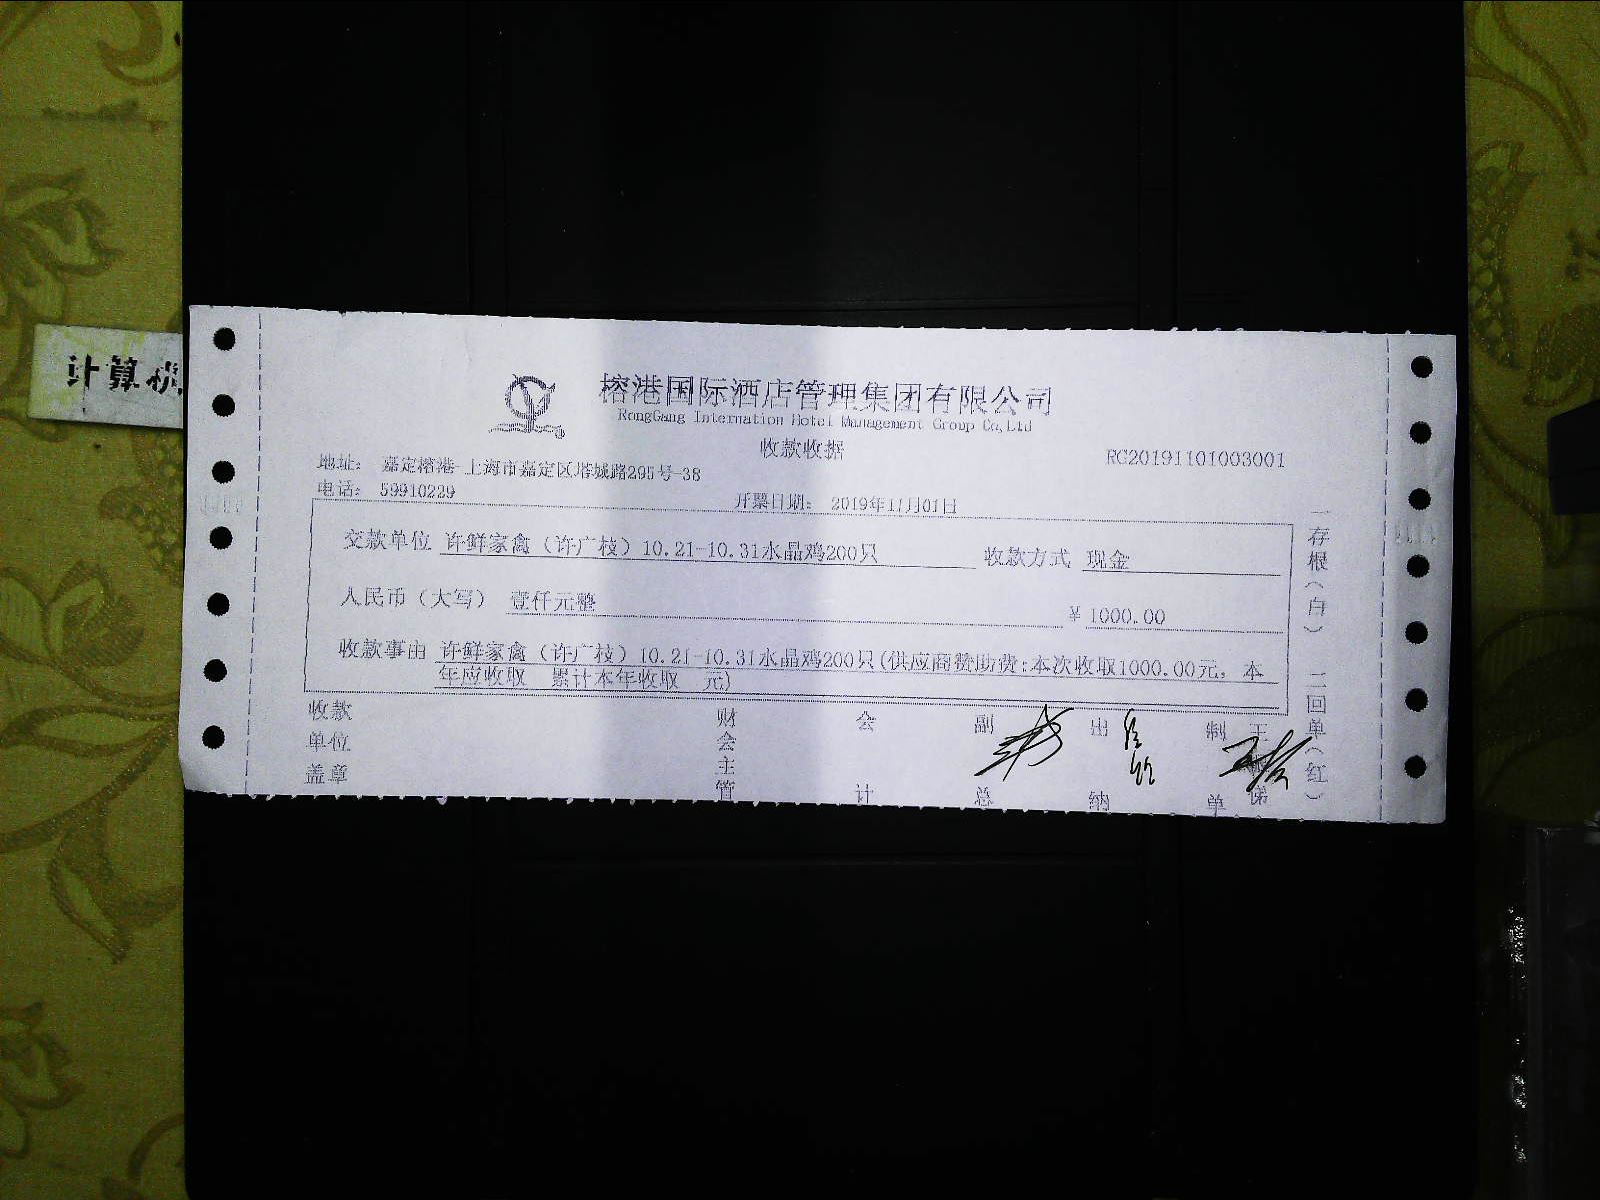 计算机
榕港国际酒店管理集团有限公司
RongGang International Hotel Management Group Co,Ltd
收款收据
RG20191101003001
地址： 嘉定榕港-上海市嘉定区塔城路295号-38
电话： 59910229
开票日期： 2019年11月01日
交款单位 许鲜家禽（许广枝）10.21-10.31水晶鸡200只 收款方式 现金
人民币（大写） 壹仟元整 ¥ 1000.00
收款事由 许鲜家禽（许广枝）10.21-10.31水晶鸡200只(供应商赞助费:本次收取1000.00元，本
年应收取 累计本年收取 元)
收款单位盖章 财会主管 会计 副总 出纳 制单
一存根（白） 二回单（红）